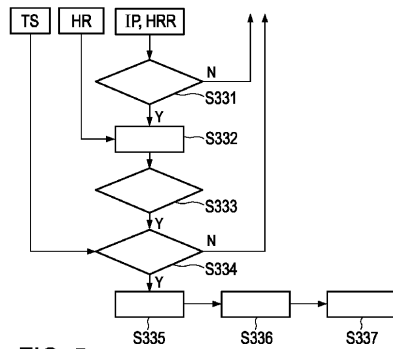 TS HR IP, HRR
N
S331
Y
S332
S333
Y
N
S334
Y
S335 S336 S337